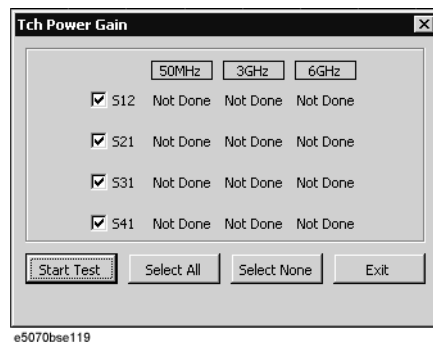 Tch Power Gain
50MHz 3GHz 6GHz
S12 Not Done Not Done Not Done
S21 Not Done Not Done Not Done
S31 Not Done Not Done Not Done
S41 Not Done Not Done Not Done
Start Test Select All Select None Exit
e5070bse119